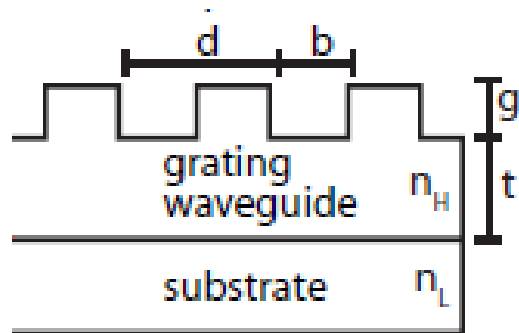 d
b
g
grating
waveguide
n_H
t
substrate
n_L